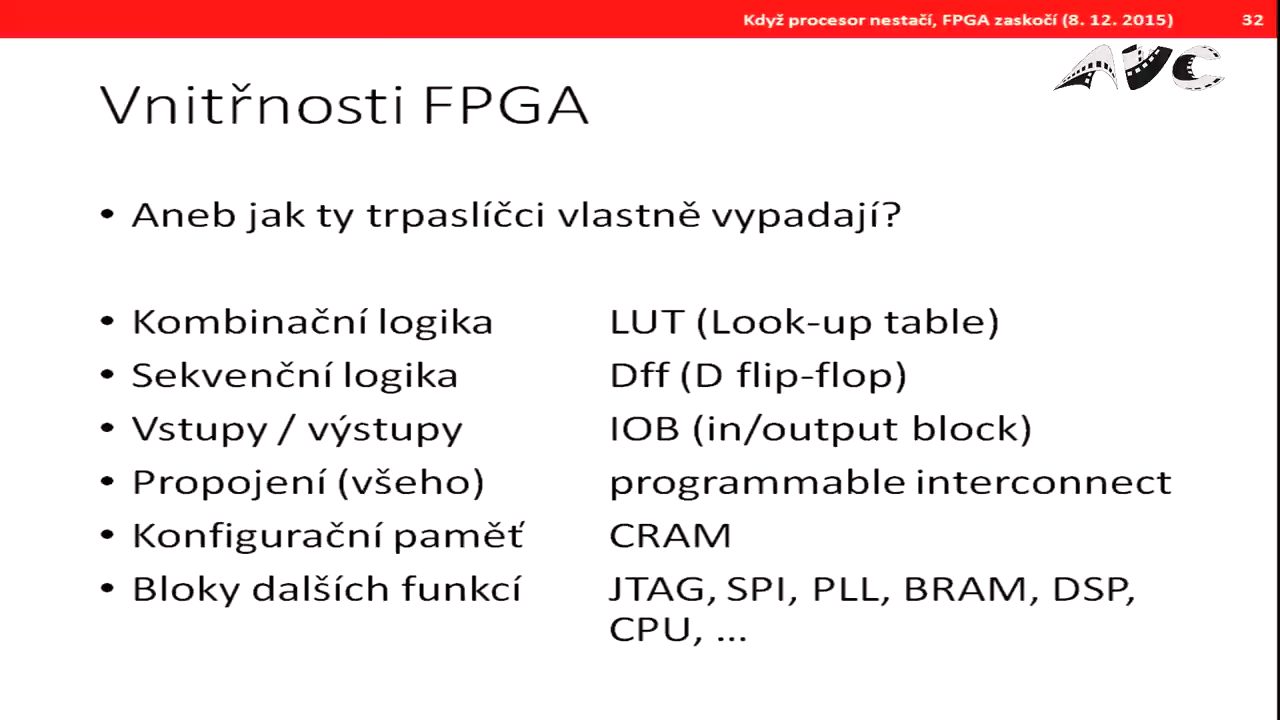 Když procesor nestačí, FPGA zaskočí (8. 12. 2015) 32
AVC
Vnitřnosti FPGA
• Aneb jak ty trpaslíčci vlastně vypadají?
• Kombinační logika LUT (Look-up table)
• Sekvenční logika Dff (D flip-flop)
• Vstupy / výstupy IOB (in/output block)
• Propojení (všeho) programmable interconnect
• Konfigurační paměť CRAM
• Bloky dalších funkcí JTAG, SPI, PLL, BRAM, DSP,
CPU, ...